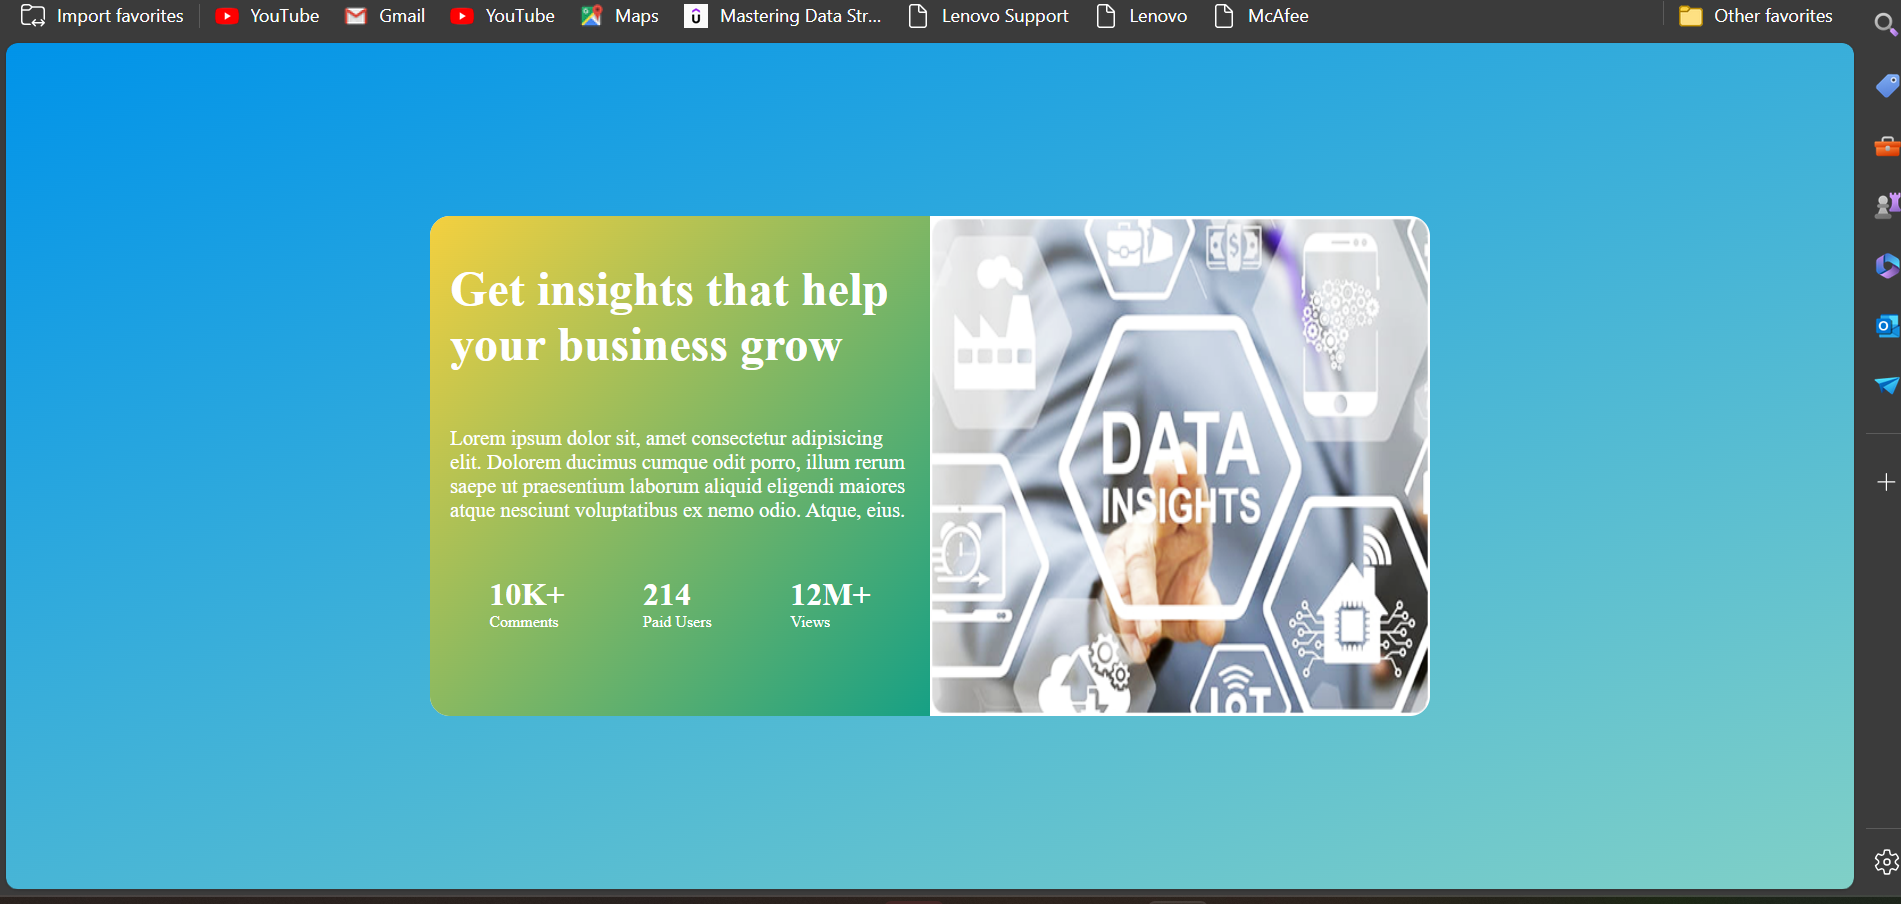 Import favorites
YouTube
Gmail
YouTube
Maps
Mastering Data Str...
Lenovo Support
Lenovo
McAfee
Other favorites
Get insights that help
your business grow
Lorem ipsum dolor sit, amet consectetur adipisicing
elit. Dolorem ducimus cumque odit porro, illum rerum
saepe ut praesentium laborum aliquid eligendi maiores
atque nesciunt voluptatibus ex nemo odio. Atque, eius.
10K+ 214 12M+
Comments Paid Users Views
DATA
INSIGHTS
IoT